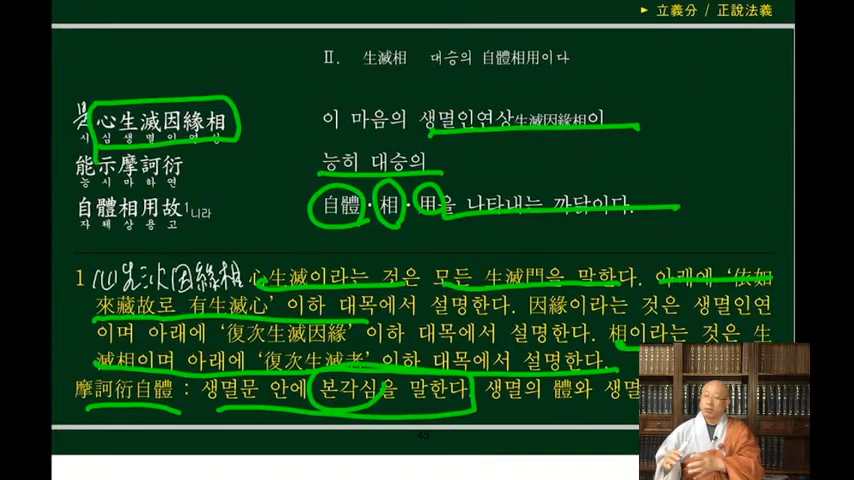 ► 立義分 / 正說法義
Ⅱ. 生滅相 대승의 自體相用이다
是心生滅因緣相 이 마음의 생멸인연상生滅因緣相이
시 심 생 멸 인 연 상
能示摩訶衍 능히 대승의
능 시 마 하 연
自體相用故1니라 自體·相·用을 나타내는 까닭이다.
자 체 상 용 고
1 心生滅因緣相 心生滅이라는 것은 모든 生滅門을 말한다. 아래에 '依如
來藏故로 有生滅心' 이하 대목에서 설명한다. 因緣이라는 것은 생멸인연
이며 아래에 '復次生滅因緣' 이하 대목에서 설명한다. 相이라는 것은 生
滅相이며 아래에 '復次生滅者' 이하 대목에서 설명한다.
摩訶衍自體 : 생멸문 안에 본각심을 말한다. 생멸의 體와 생멸
43